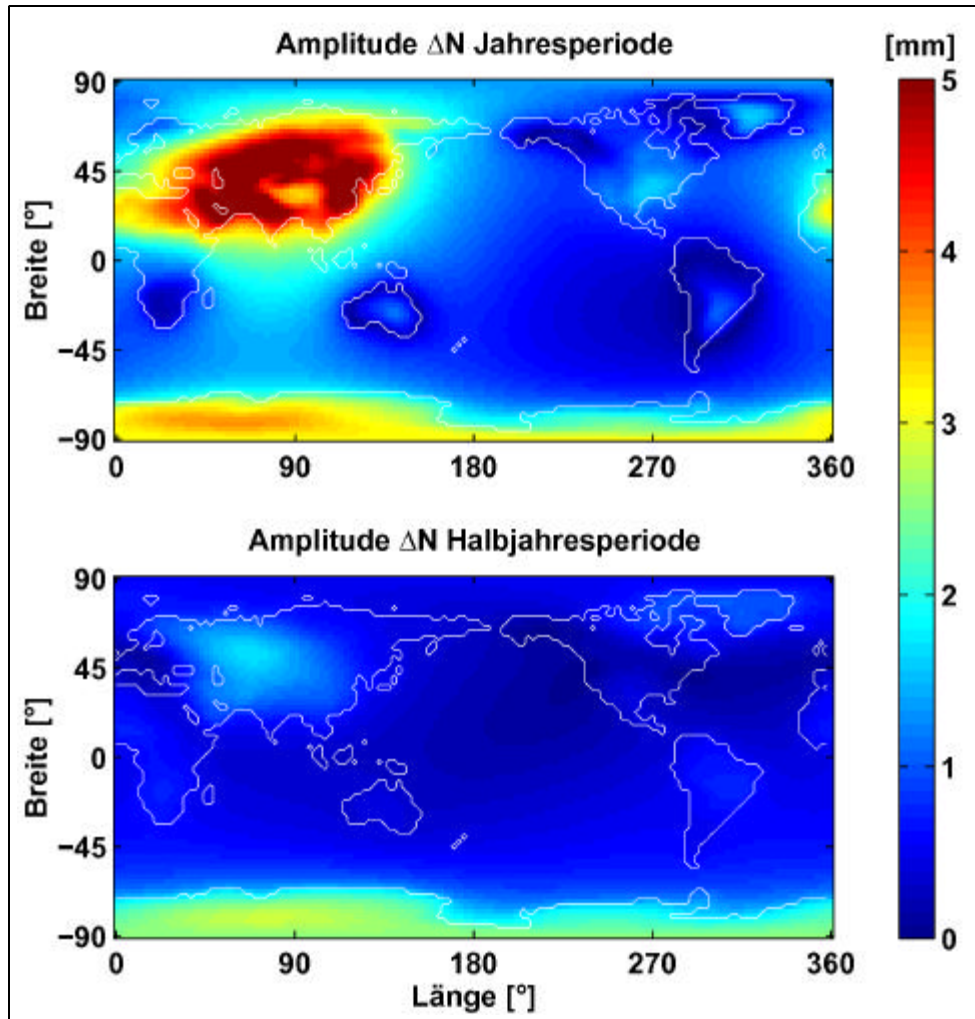 Amplitude ΔN Jahresperiode
[mm]
90
45
0
−45
−90
Breite [°]
0 90 180 270 360
5
4
3
2
1
0
Amplitude ΔN Halbjahresperiode
90
45
0
−45
−90
Breite [°]
0 90 180 270 360
Länge [°]